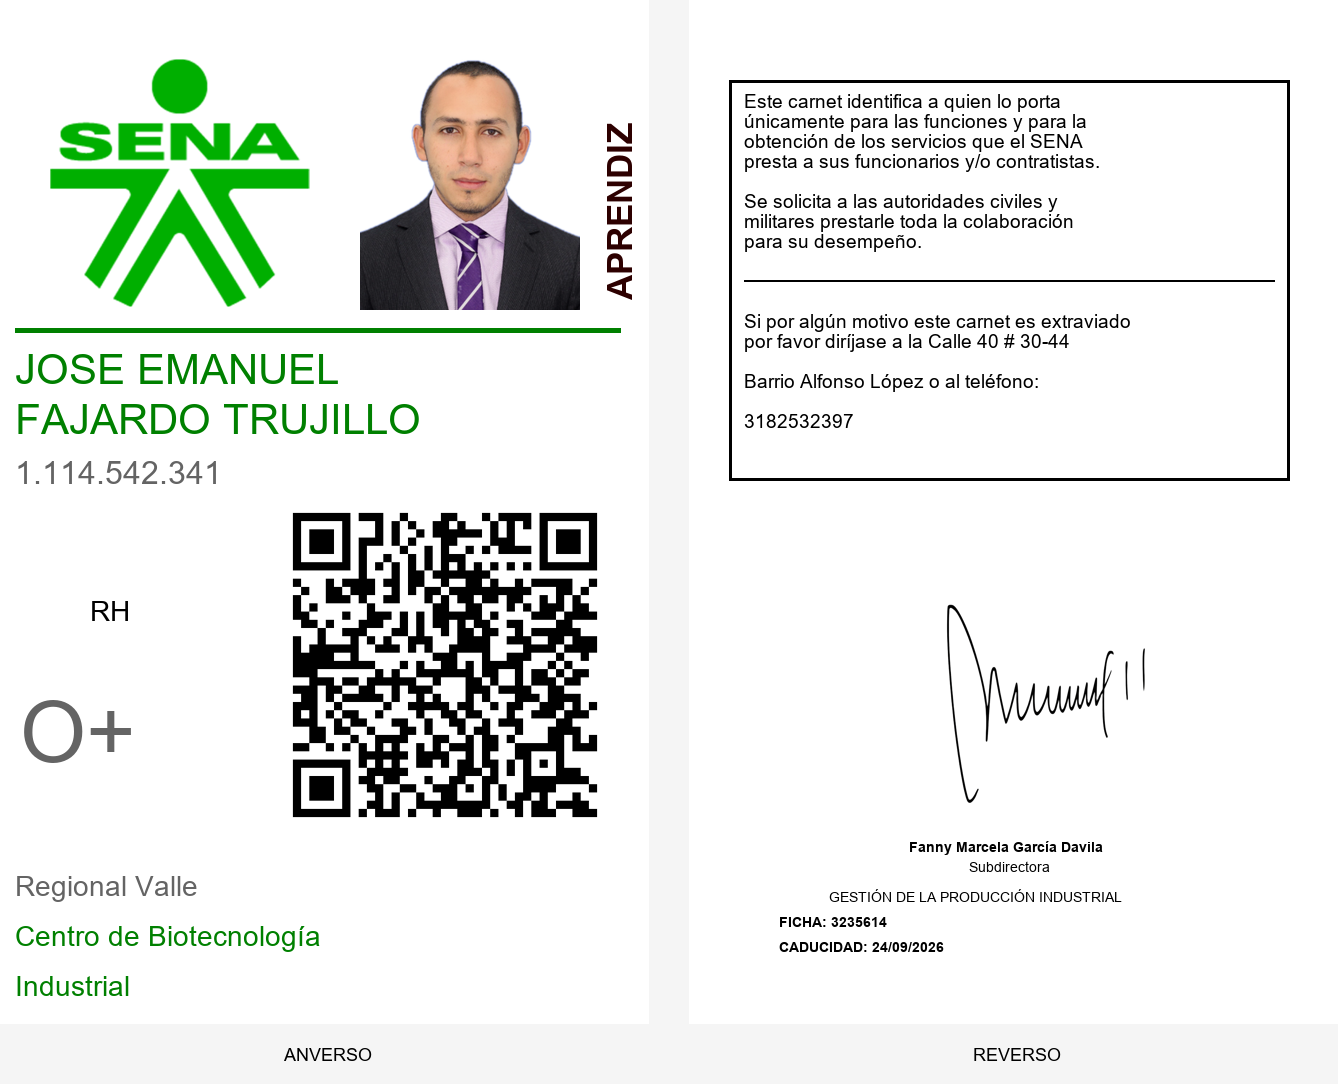 SENA
APRENDIZ
JOSE EMANUEL
FAJARDO TRUJILLO
1.114.542.341
RH
O+
Regional Valle
Centro de Biotecnología
Industrial
ANVERSO
Este carnet identifica a quien lo porta
únicamente para las funciones y para la
obtención de los servicios que el SENA
presta a sus funcionarios y/o contratistas.
Se solicita a las autoridades civiles y
militares prestarle toda la colaboración
para su desempeño.
Si por algún motivo este carnet es extraviado
por favor diríjase a la Calle 40 # 30-44
Barrio Alfonso López o al teléfono:
3182532397
Fanny Marcela García Davila
Subdirectora
GESTIÓN DE LA PRODUCCIÓN INDUSTRIAL
FICHA: 3235614
CADUCIDAD: 24/09/2026
REVERSO